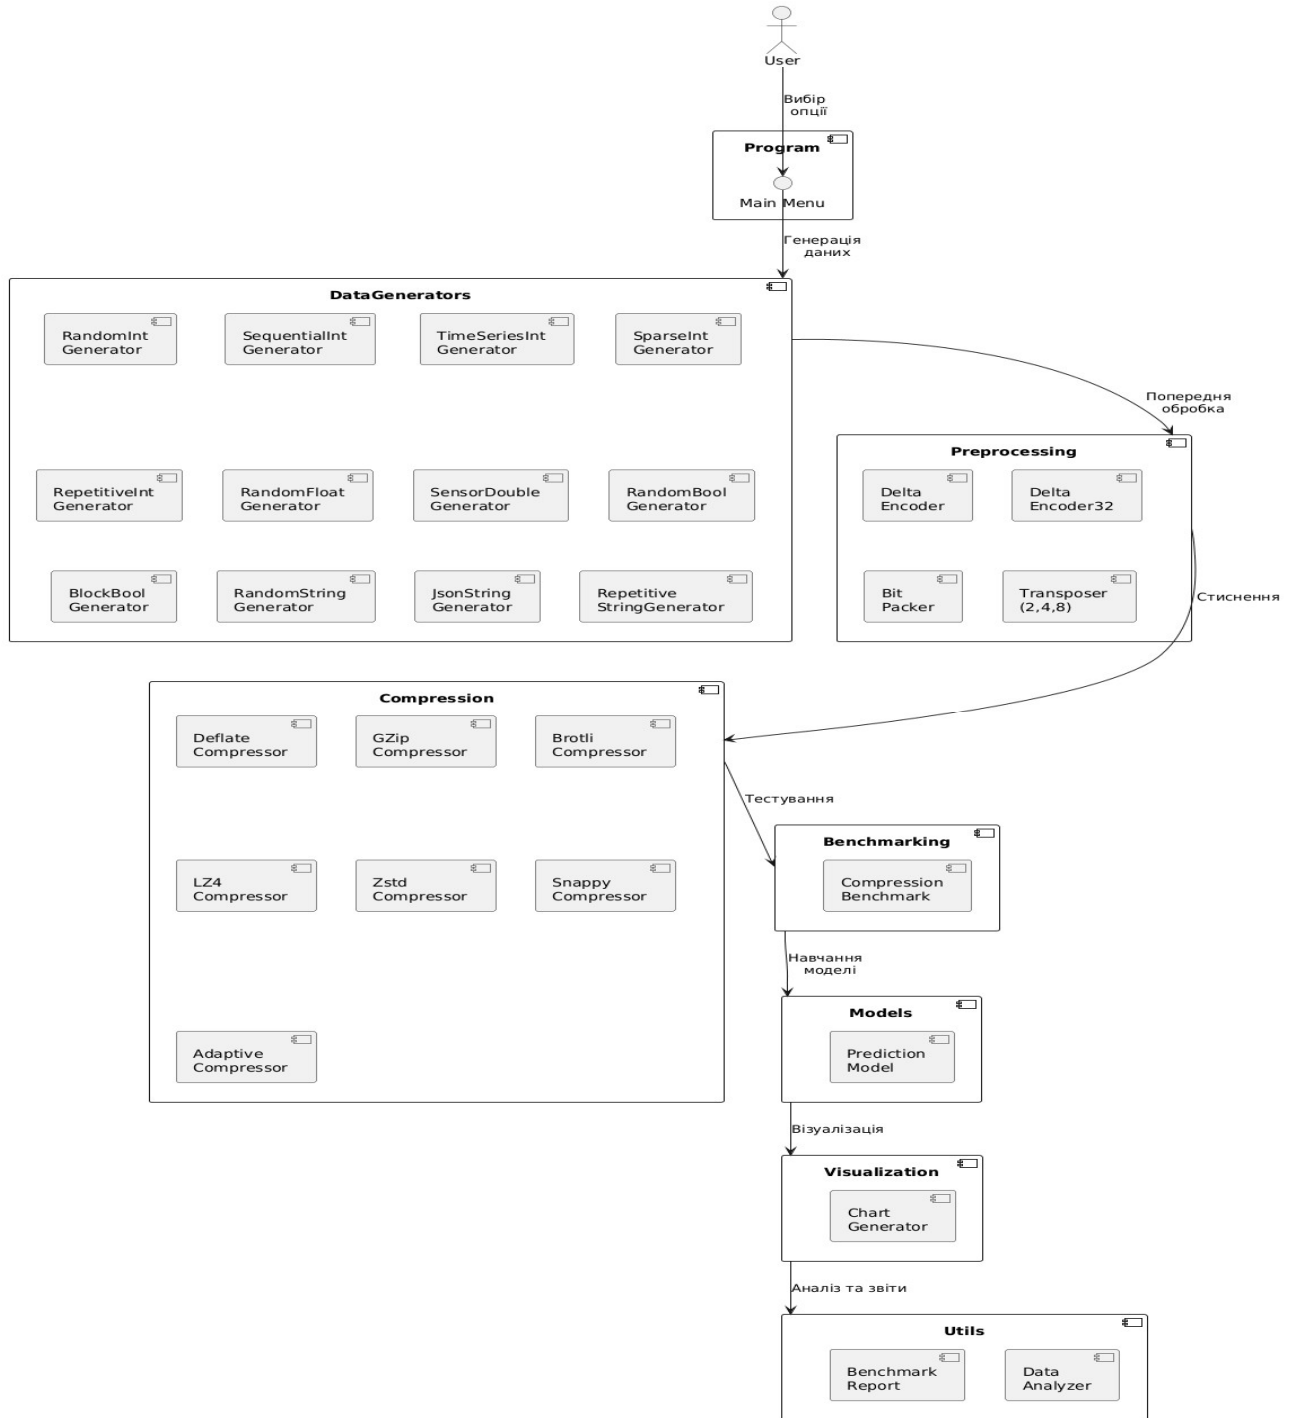 User
Вибір
опції
Program
Main Menu
Генерація
даних
DataGenerators
RandomInt
Generator
SequentialInt
Generator
TimeSeriesInt
Generator
SparseInt
Generator
RepetitiveInt
Generator
RandomFloat
Generator
SensorDouble
Generator
RandomBool
Generator
BlockBool
Generator
RandomString
Generator
JsonString
Generator
Repetitive
StringGenerator
Попередня
обробка
Preprocessing
Delta
Encoder
Delta
Encoder32
Bit
Packer
Transposer
(2,4,8)
Стиснення
Compression
Deflate
Compressor
GZip
Compressor
Brotli
Compressor
LZ4
Compressor
Zstd
Compressor
Snappy
Compressor
Adaptive
Compressor
Тестування
Benchmarking
Compression
Benchmark
Навчання
моделі
Models
Prediction
Model
Візуалізація
Visualization
Chart
Generator
Аналіз та звіти
Utils
Benchmark
Report
Data
Analyzer